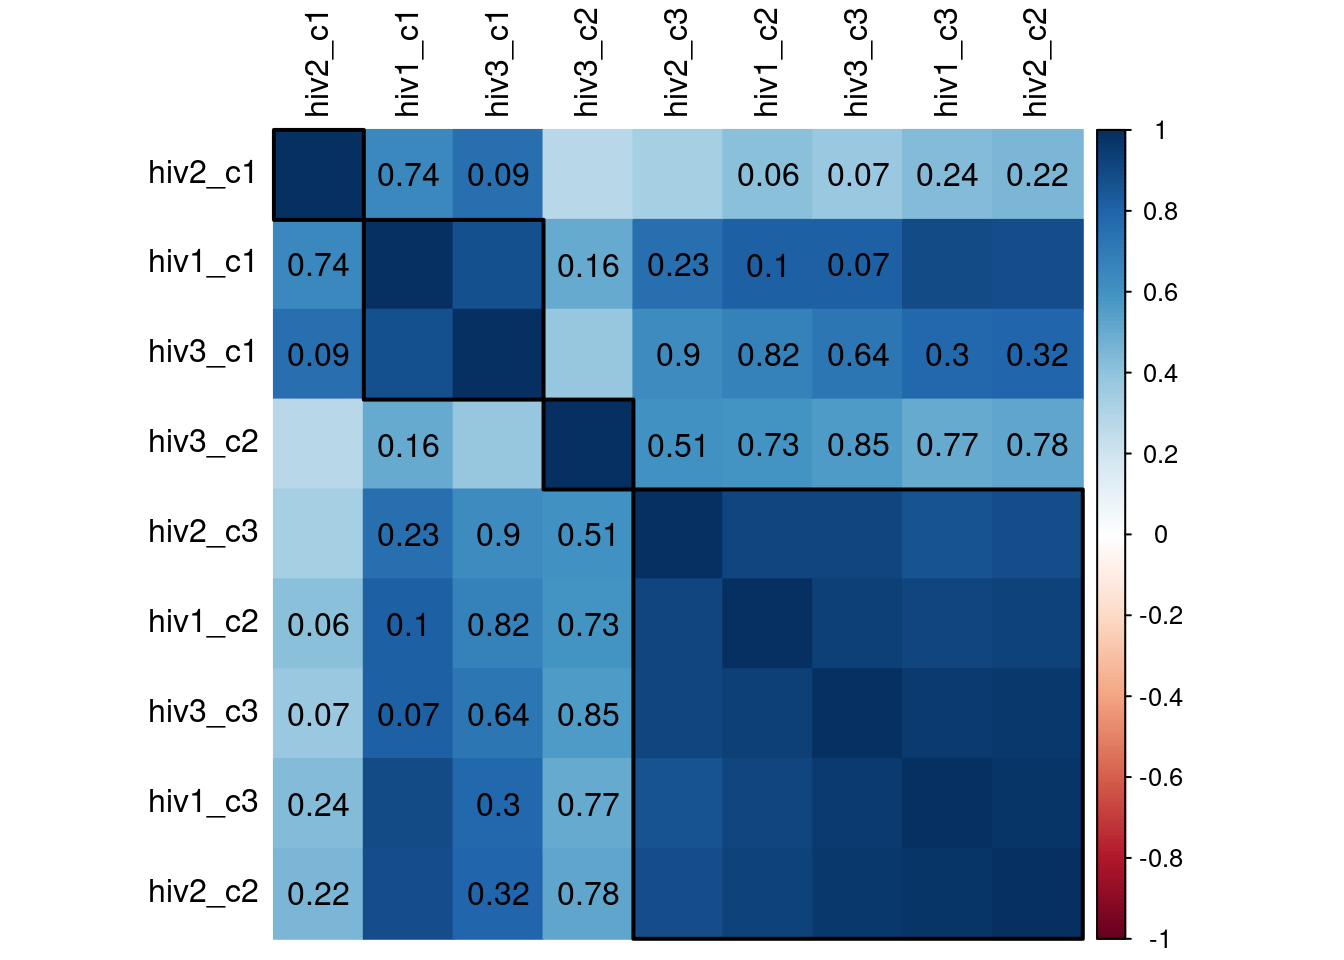 hiv2_c1 hiv1_c1 hiv3_c1 hiv3_c2 hiv2_c3 hiv1_c2 hiv3_c3 hiv1_c3 hiv2_c2
hiv2_c1 0.74 0.09 0.06 0.07 0.24 0.22
hiv1_c1 0.74 0.16 0.23 0.1 0.07
hiv3_c1 0.09 0.9 0.82 0.64 0.3 0.32
hiv3_c2 0.16 0.51 0.73 0.85 0.77 0.78
hiv2_c3 0.23 0.9 0.51
hiv1_c2 0.06 0.1 0.82 0.73
hiv3_c3 0.07 0.07 0.64 0.85
hiv1_c3 0.24 0.3 0.77
hiv2_c2 0.22 0.32 0.78
1
0.8
0.6
0.4
0.2
0
-0.2
-0.4
-0.6
-0.8
-1